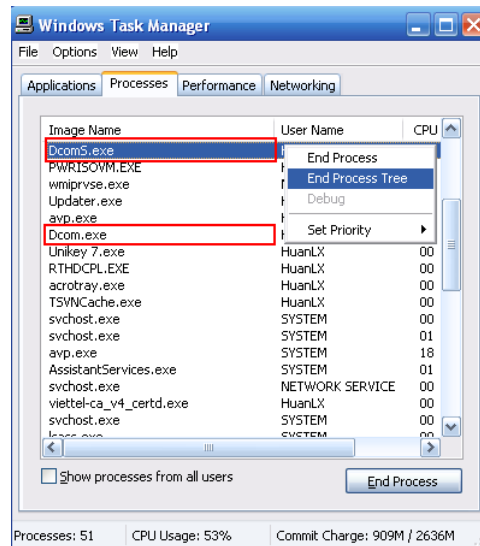 Windows Task Manager
File Options View Help
Applications Processes Performance Networking
Image Name User Name CPU
DcomS.exe
PWRISOVM.EXE
wmiprvse.exe
Updater.exe
avp.exe
Dcom.exe
End Process
End Process Tree
Debug
Set Priority
Unikey 7.exe HuanLX 00
RTHDCPL.EXE HuanLX 00
acrotray.exe HuanLX 00
TSVNCache.exe HuanLX 00
svchost.exe SYSTEM 00
svchost.exe SYSTEM 01
avp.exe SYSTEM 18
AssistantServices.exe SYSTEM 01
svchost.exe NETWORK SERVICE 00
viettel-ca_v4_certd.exe HuanLX 00
svchost.exe SYSTEM 00
lsass.exe SYSTEM 00
Show processes from all users End Process
Processes: 51 CPU Usage: 53% Commit Charge: 909M / 2636M